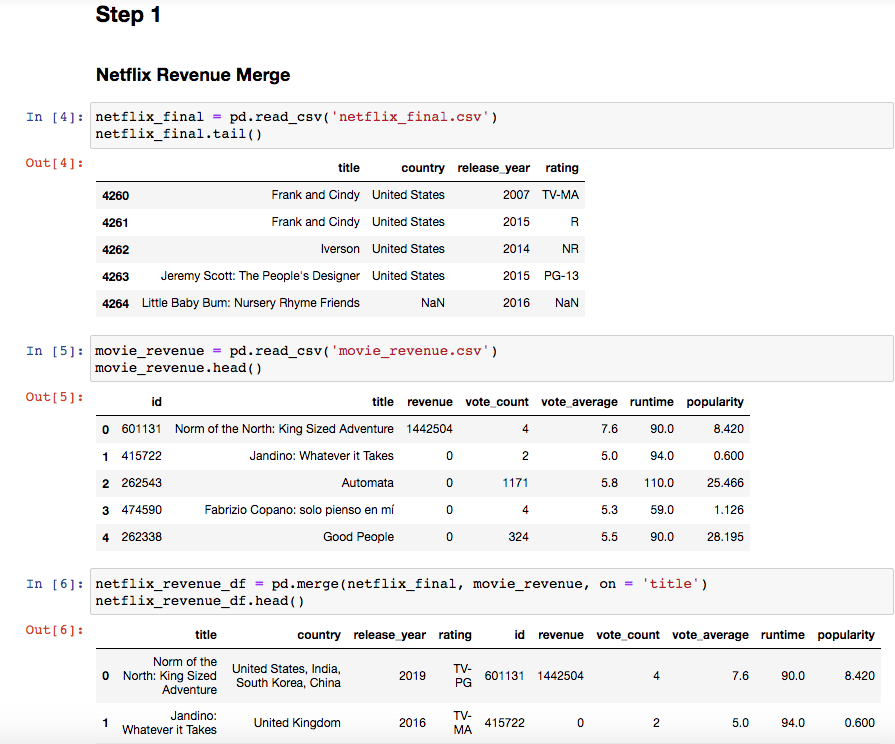 Step 1
Netflix Revenue Merge
In [4]: netflix_final = pd.read_csv('netflix_final.csv')
netflix_final.tail()
Out[4]:
title country release_year rating
4260 Frank and Cindy United States 2007 TV-MA
4261 Frank and Cindy United States 2015 R
4262 Iverson United States 2014 NR
4263 Jeremy Scott: The People's Designer United States 2015 PG-13
4264 Little Baby Bum: Nursery Rhyme Friends NaN 2016 NaN
In [5]: movie_revenue = pd.read_csv('movie_revenue.csv')
movie_revenue.head()
Out[5]:
id title revenue vote_count vote_average runtime popularity
0 601131 Norm of the North: King Sized Adventure 1442504 4 7.6 90.0 8.420
1 415722 Jandino: Whatever it Takes 0 2 5.0 94.0 0.600
2 262543 Automata 0 1171 5.8 110.0 25.466
3 474590 Fabrizio Copano: solo pienso en mí 0 4 5.3 59.0 1.126
4 262338 Good People 0 324 5.5 90.0 28.195
In [6]: netflix_revenue_df = pd.merge(netflix_final, movie_revenue, on = 'title')
netflix_revenue_df.head()
Out[6]:
title country release_year rating id revenue vote_count vote_average runtime popularity
0 Norm of the North: King Sized Adventure United States, India, South Korea, China 2019 TV-PG 601131 1442504 4 7.6 90.0 8.420
1 Jandino: Whatever it Takes United Kingdom 2016 TV-MA 415722 0 2 5.0 94.0 0.600